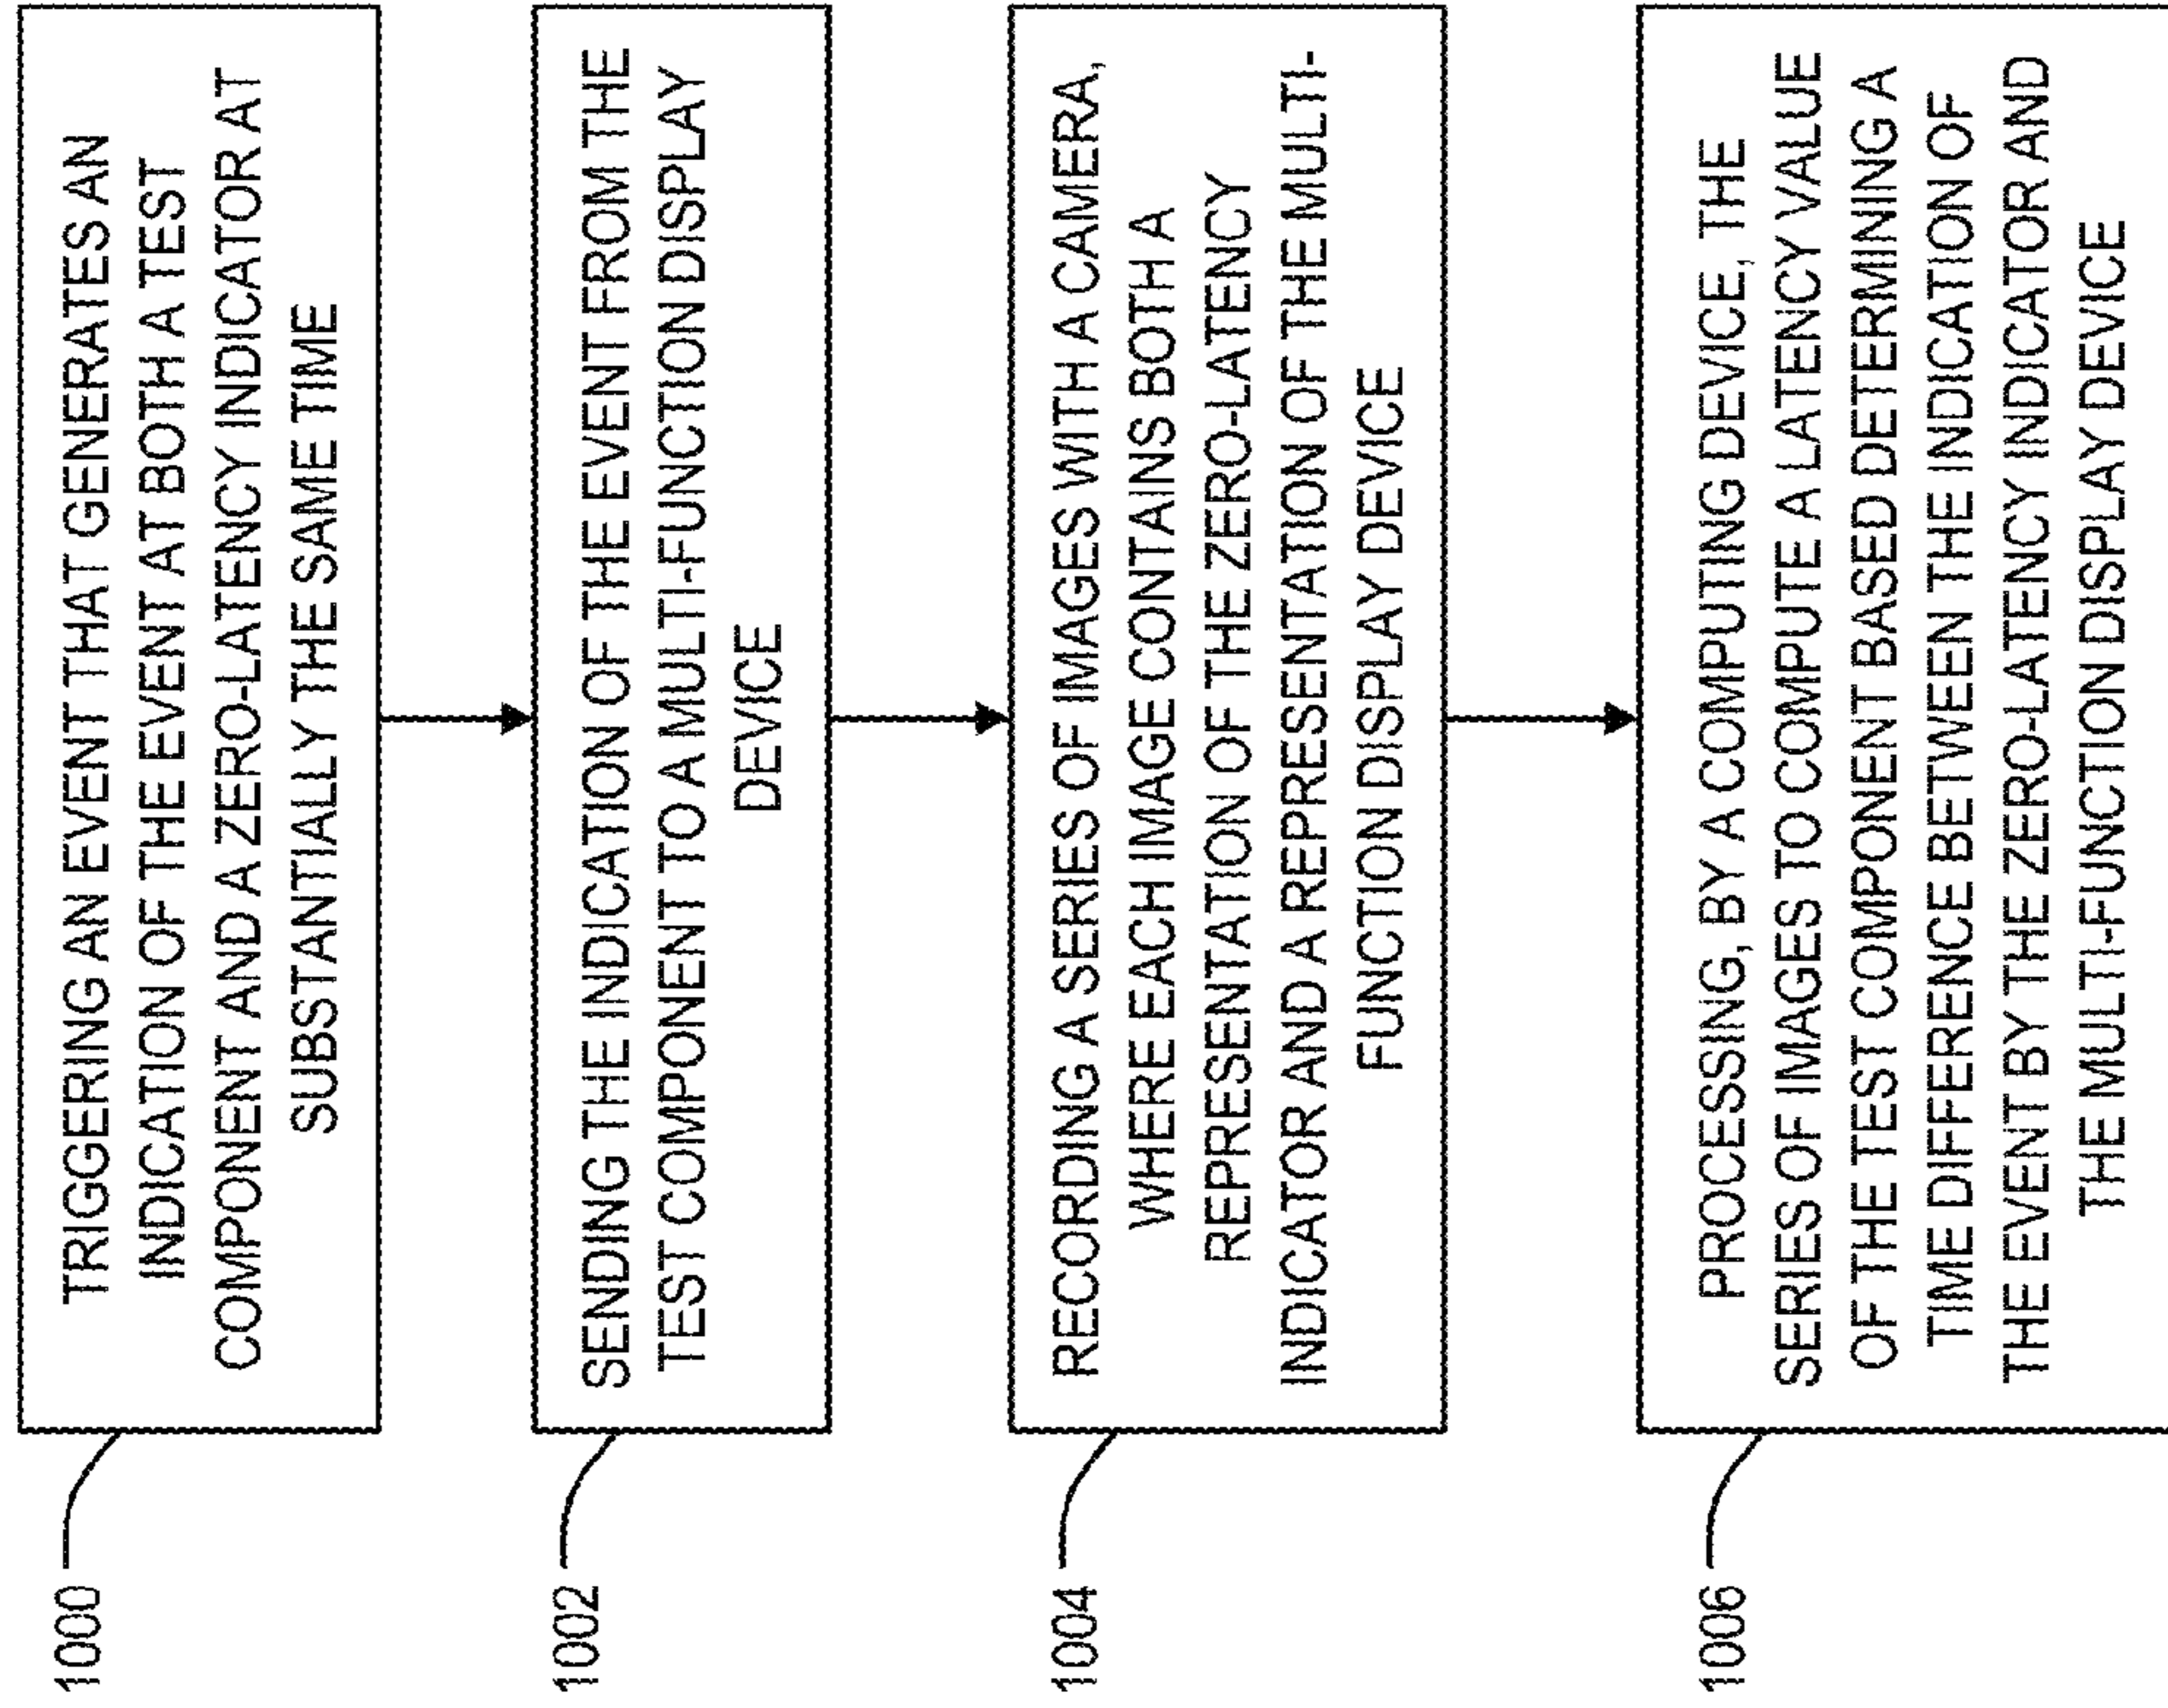 1000
TRIGGERING AN EVENT THAT GENERATES AN
INDICATION OF THE EVENT AT BOTH A TEST
COMPONENT AND A ZERO-LATENCY INDICATOR AT
SUBSTANTIALLY THE SAME TIME
1002
SENDING THE INDICATION OF THE EVENT FROM THE
TEST COMPONENT TO A MULTI-FUNCTION DISPLAY
DEVICE
1004
RECORDING A SERIES OF IMAGES WITH A CAMERA,
WHERE EACH IMAGE CONTAINS BOTH A
REPRESENTATION OF THE ZERO-LATENCY
INDICATOR AND A REPRESENTATION OF THE MULTI-
FUNCTION DISPLAY DEVICE
1006
PROCESSING, BY A COMPUTING DEVICE, THE
SERIES OF IMAGES TO COMPUTE A LATENCY VALUE
OF THE TEST COMPONENT BASED DETERMINING A
TIME DIFFERENCE BETWEEN THE INDICATION OF
THE EVENT BY THE ZERO-LATENCY INDICATOR AND
THE MULTI-FUNCTION DISPLAY DEVICE